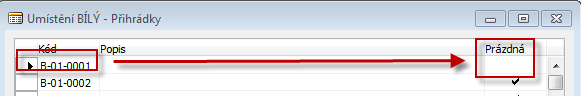 Umístění BÍLÝ - Přihrádky
Kód Popis Prázdná
B-01-0001
B-01-0002